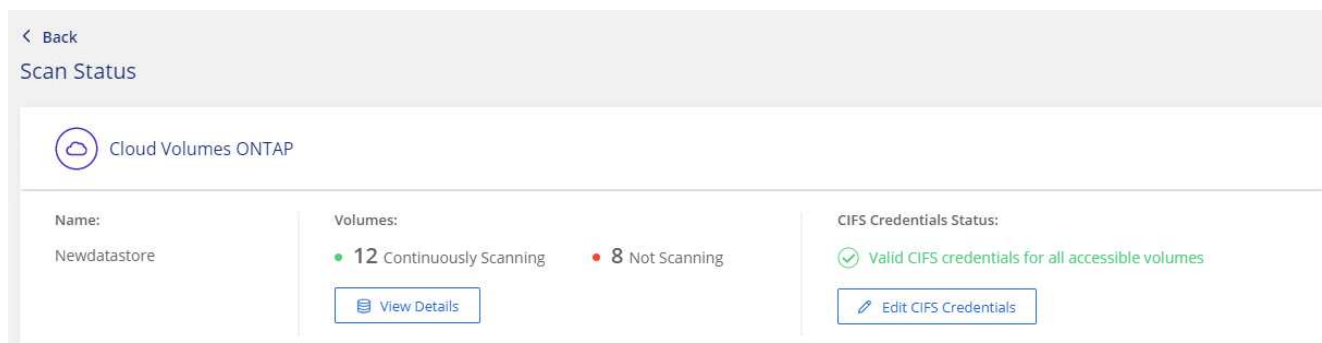 Back
Scan Status
Cloud Volumes ONTAP
Name:
Newdatastore
Volumes:
12 Continuously Scanning
8 Not Scanning
View Details
CIFS Credentials Status:
Valid CIFS credentials for all accessible volumes
Edit CIFS Credentials